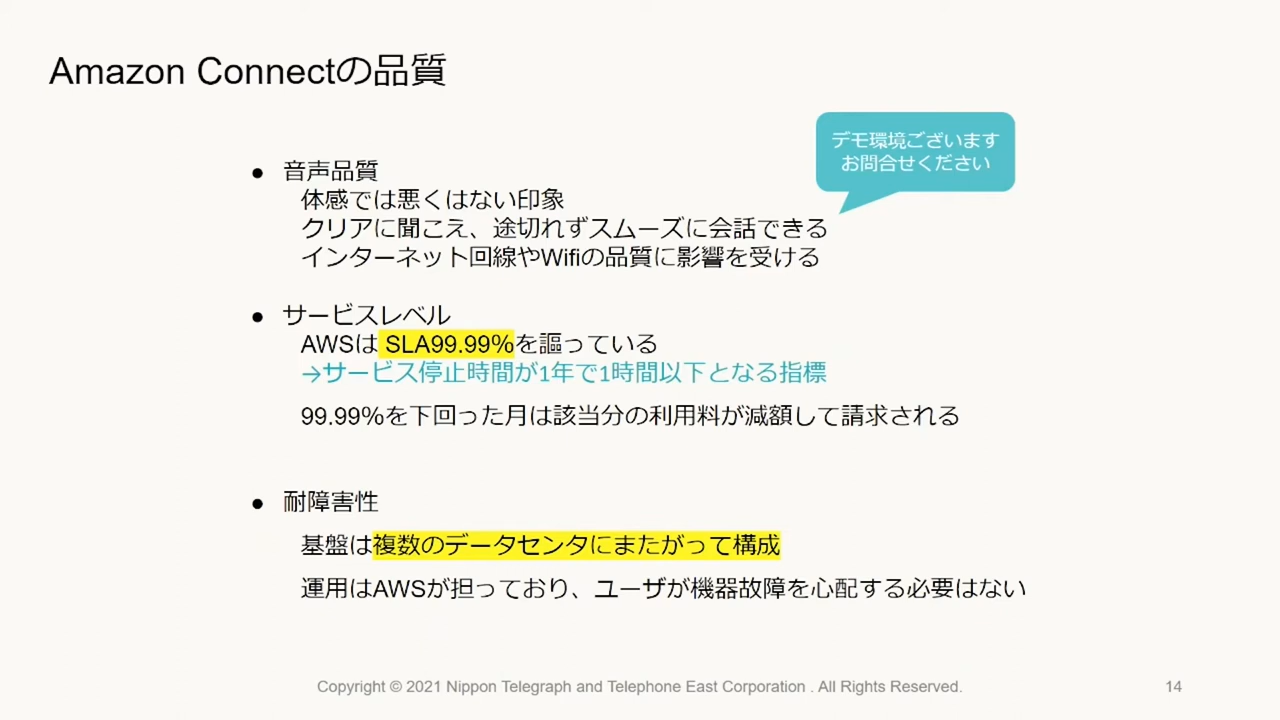 Amazon Connectの品質
デモ環境ございます
お問合せください
● 音声品質
体感では悪くはない印象
クリアに聞こえ、途切れずスムーズに会話できる
インターネット回線やWifiの品質に影響を受ける
● サービスレベル
AWSは SLA99.99%を謳っている
→サービス停止時間が1年で1時間以下となる指標
99.99%を下回った月は該当分の利用料が減額して請求される
● 耐障害性
基盤は複数のデータセンタにまたがって構成
運用はAWSが担っており、ユーザが機器故障を心配する必要はない
Copyright © 2021 Nippon Telegraph and Telephone East Corporation . All Rights Reserved.
14